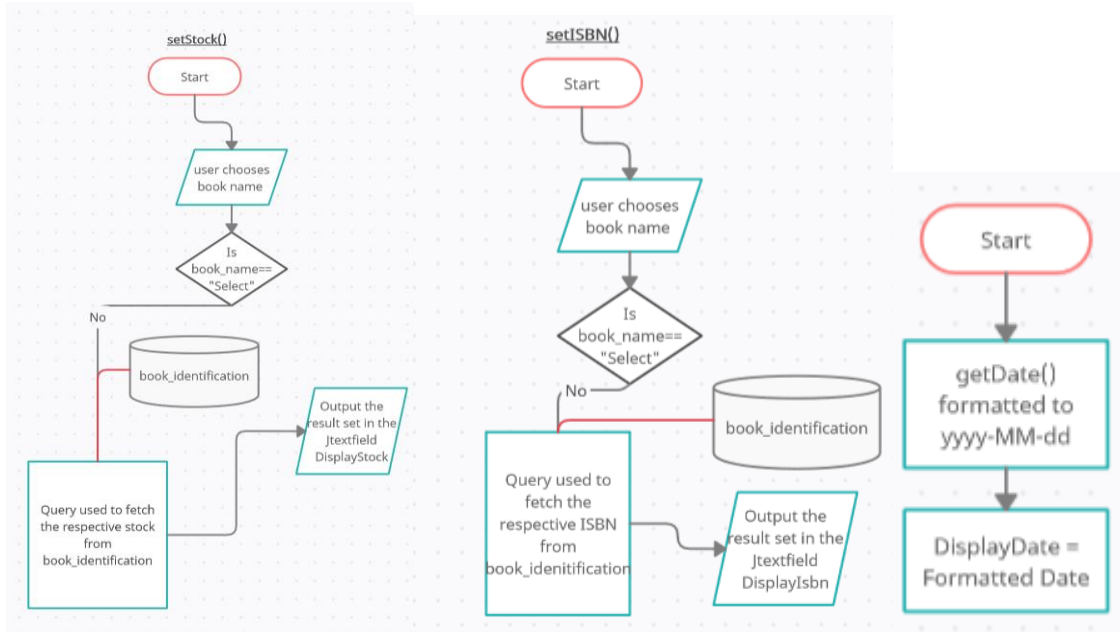 setStock()
Start
user chooses
book name
Is
book_name==
"Select"
No
book_identification
Output the
result set in the
Jtextfield
DisplayStock
Query used to fetch
the respective stock
from
book_identification
setISBN()
Start
user chooses
book name
Is
book_name==
"Select"
No
book_identification
Query used to
fetch the
respective ISBN
from
book_idenitification
Output the
result set in the
Jtextfield
DisplayIsbn
Start
getDate()
formatted to
yyyy-MM-dd
DisplayDate =
Formatted Date